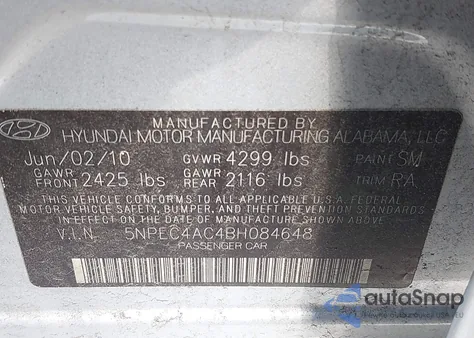 MANUFACTURED BY
HYUNDAI MOTOR MANUFACTURING ALABAMA, LLC
Jun/02/10 GVWR 4299 lbs PAINT SM
GAWR FRONT 2425 lbs GAWR REAR 2116 lbs TRIM RA
THIS VEHICLE CONFORMS TO ALL APPLICABLE U.S.A. FEDERAL
MOTOR VEHICLE SAFETY, BUMPER, AND THEFT PREVENTION
STANDARDS IN EFFECT ON THE DATE OF MANUFACTURE SHOWN ABOVE
V.I.N. 5NPEC4AC4BH084648
PASSENGER CAR
autoSnap